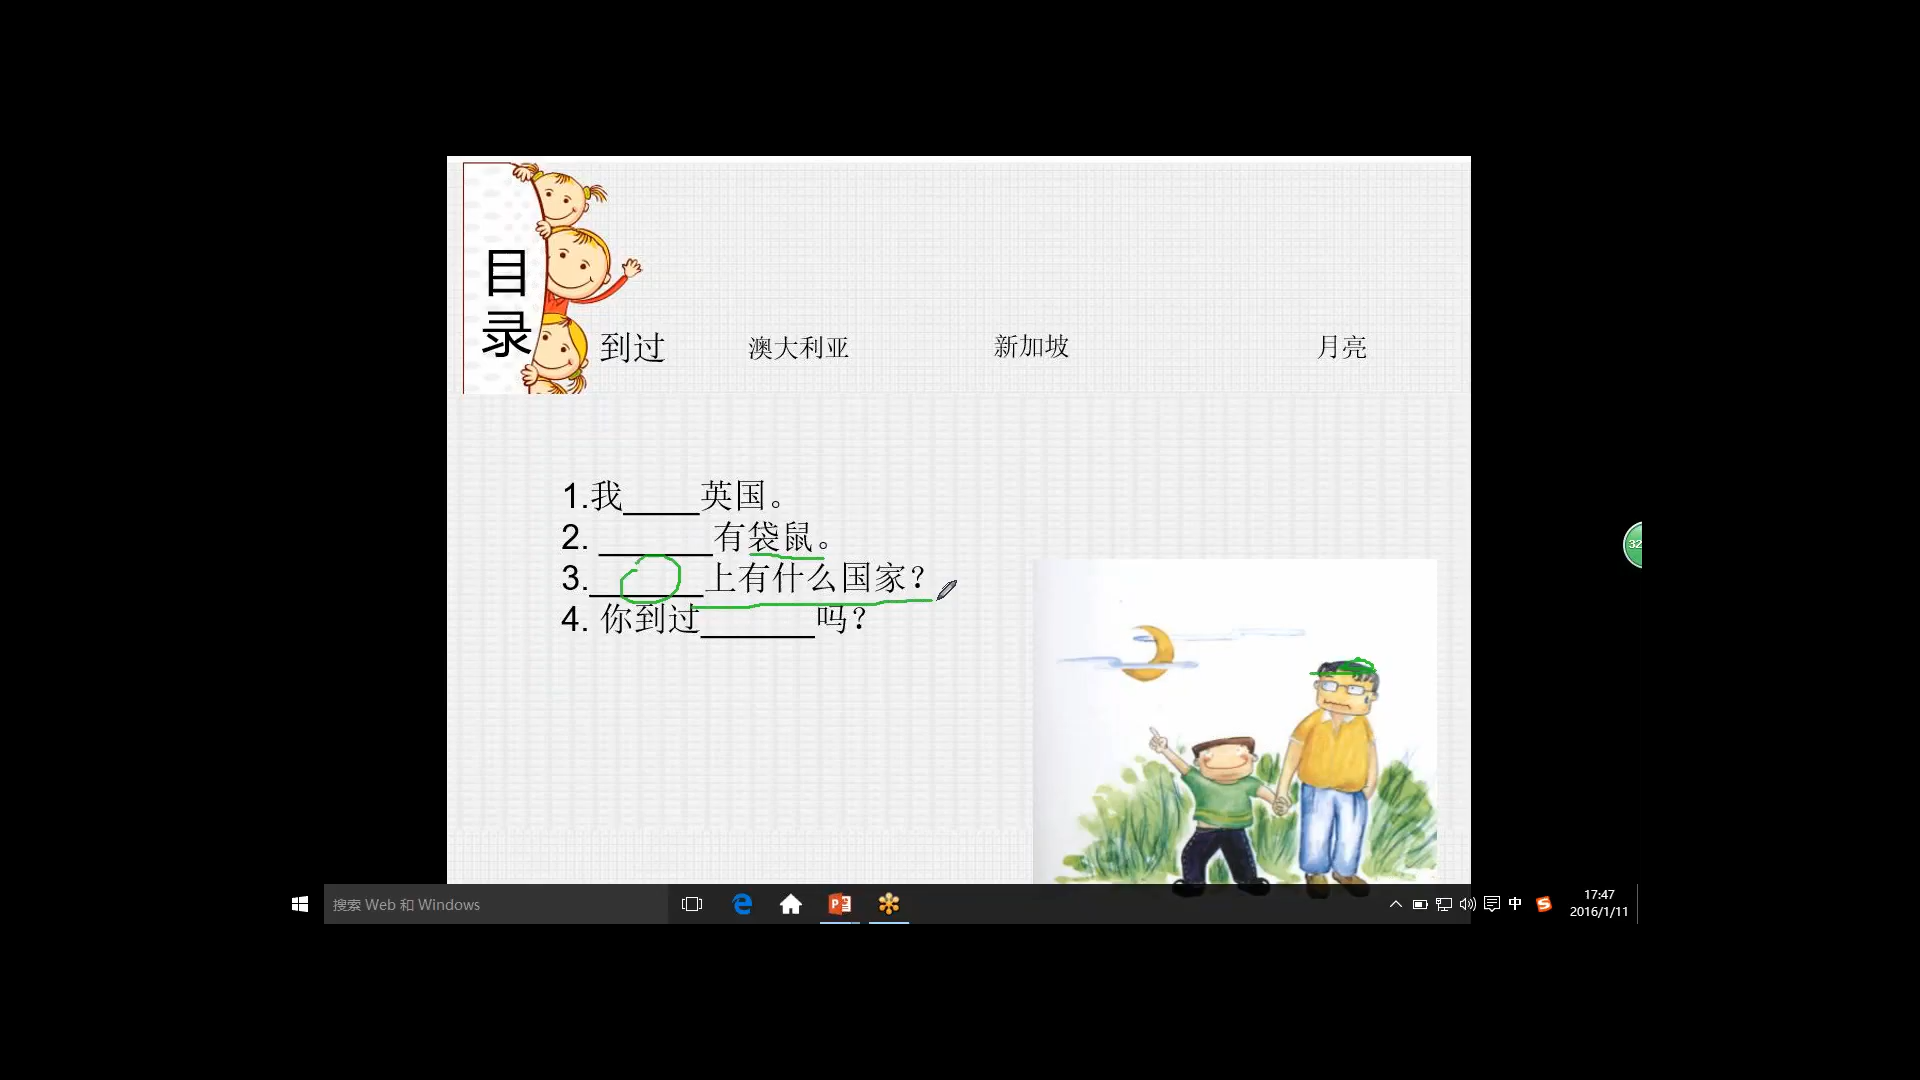 目
录
到过 澳大利亚 新加坡 月亮
1.我____英国。
2. ______有袋鼠。
3.______上有什么国家？
4. 你到过______吗？
32
搜索 Web 和 Windows
中
17:47
2016/1/11